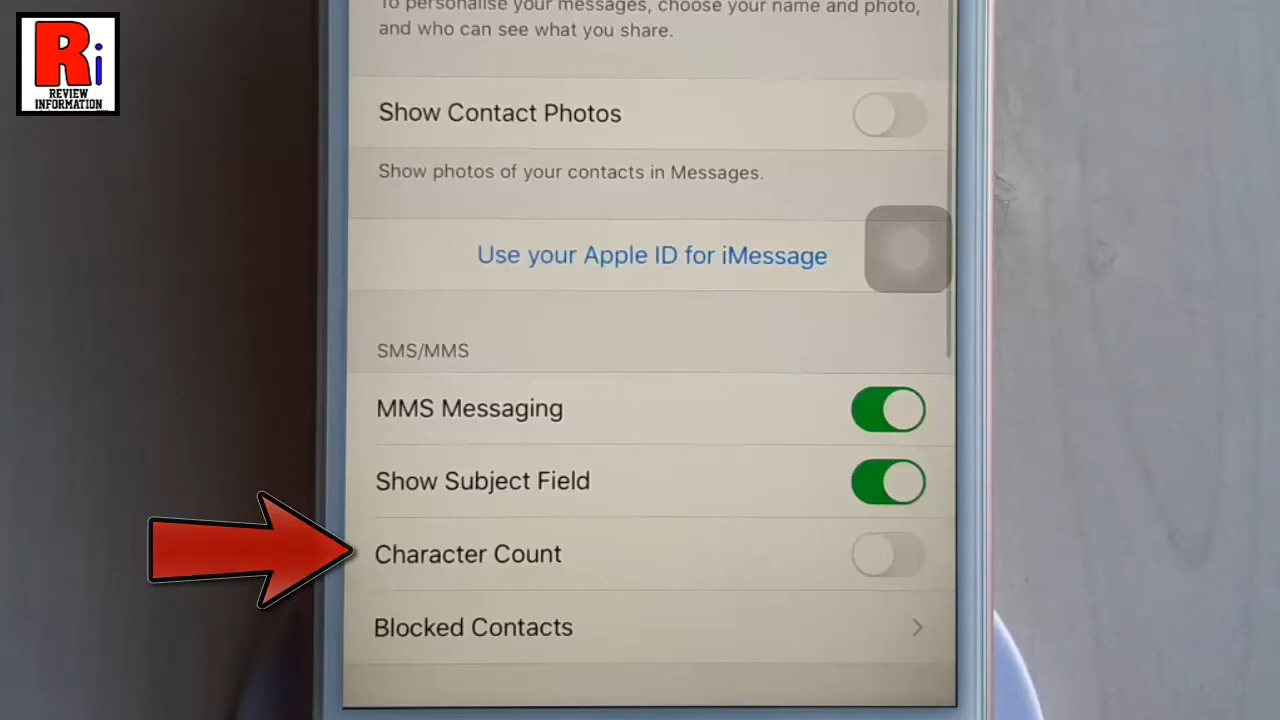 Ri
REVIEW
INFORMATION
To personalise your messages, choose your name and photo,
and who can see what you share.
Show Contact Photos
Show photos of your contacts in Messages.
Use your Apple ID for iMessage
SMS/MMS
MMS Messaging
Show Subject Field
Character Count
Blocked Contacts